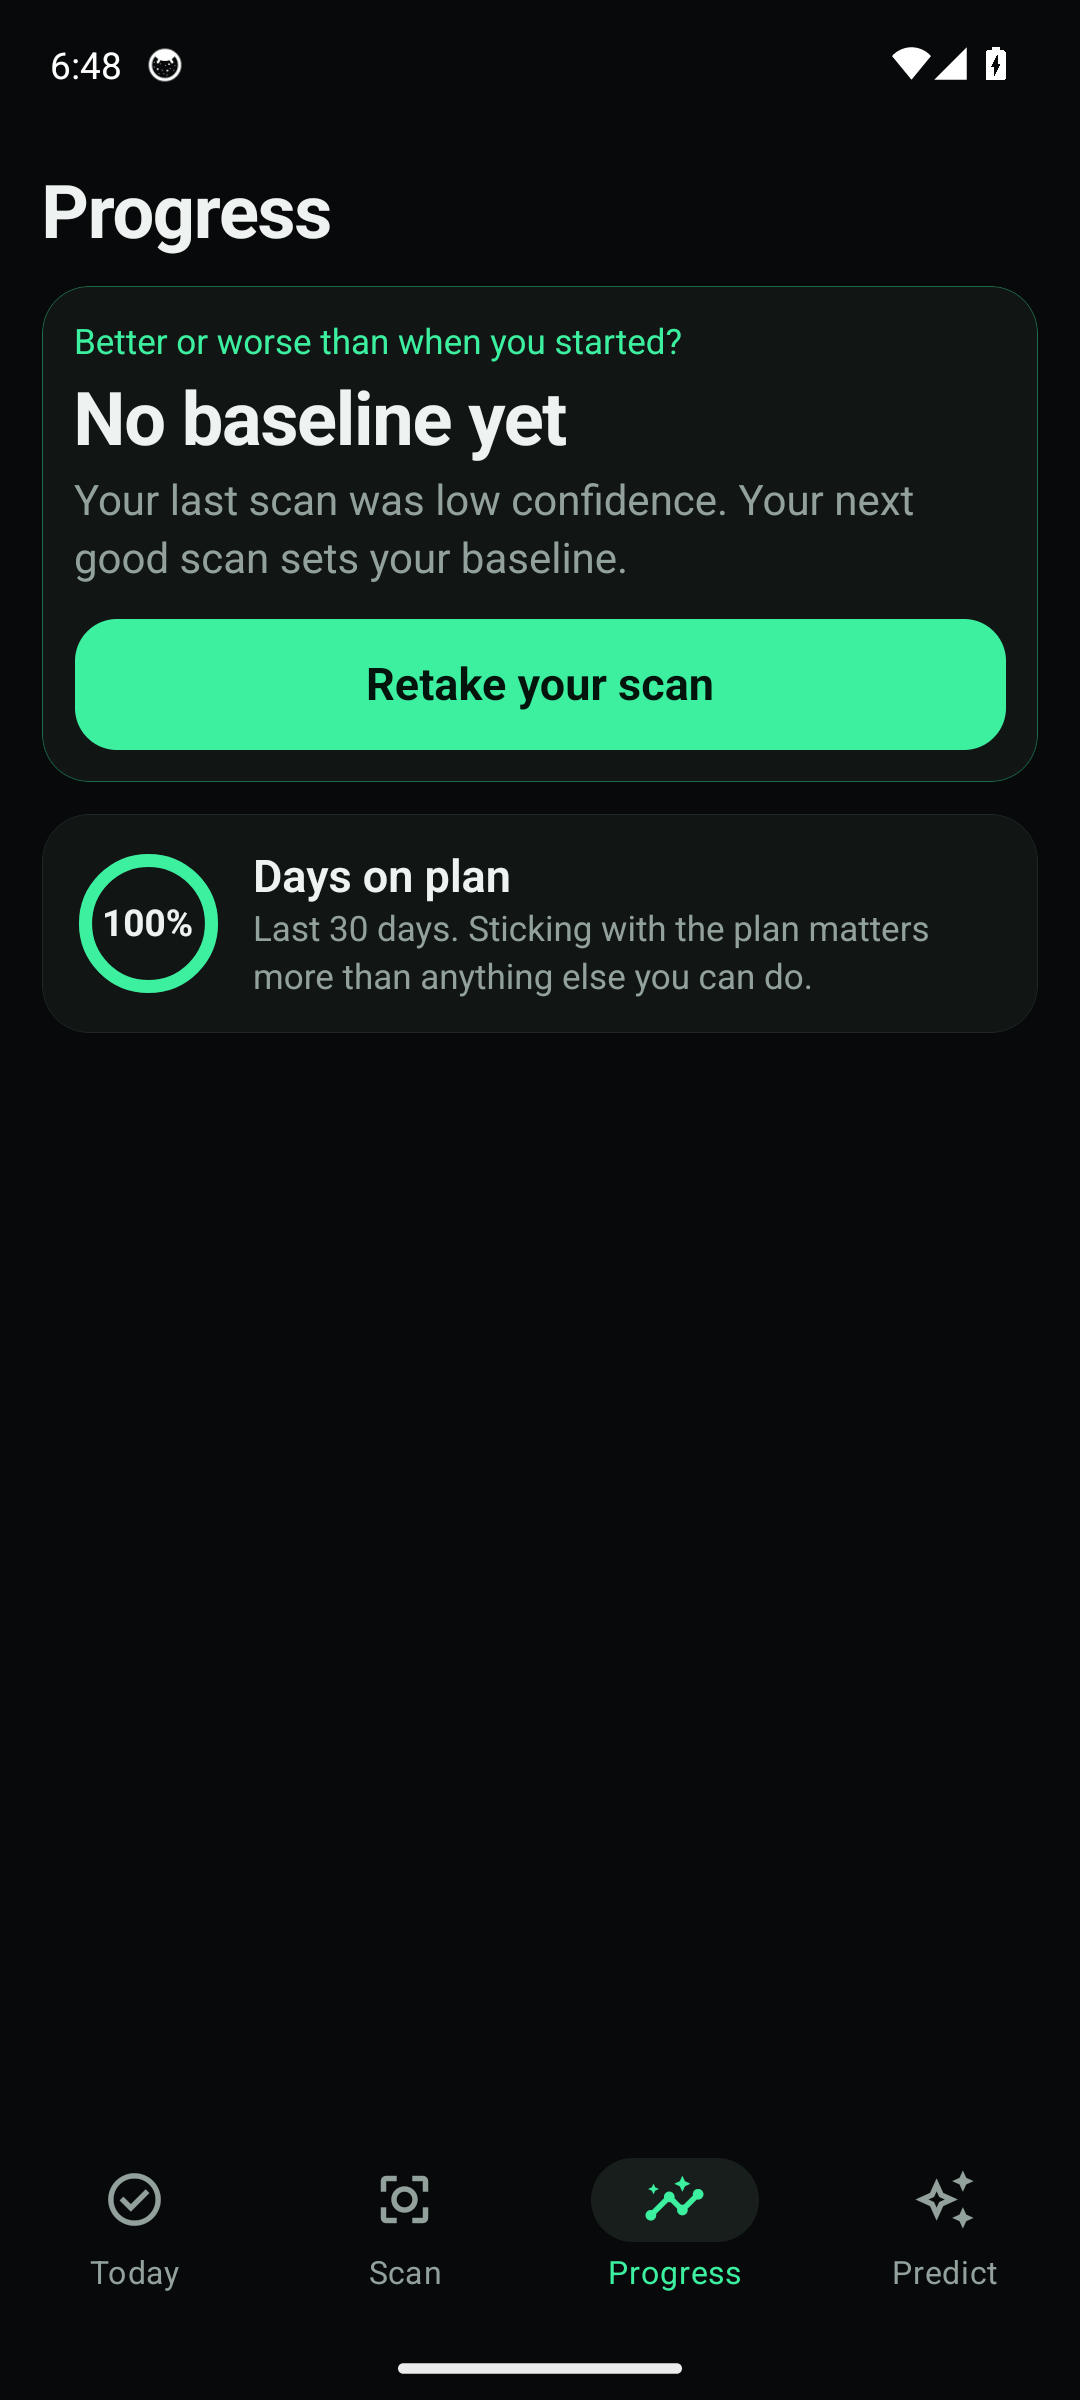 6:48
Progress
Better or worse than when you started?
No baseline yet
Your last scan was low confidence. Your next
good scan sets your baseline.
Retake your scan
100%
Days on plan
Last 30 days. Sticking with the plan matters
more than anything else you can do.
Today
Scan
Progress
Predict